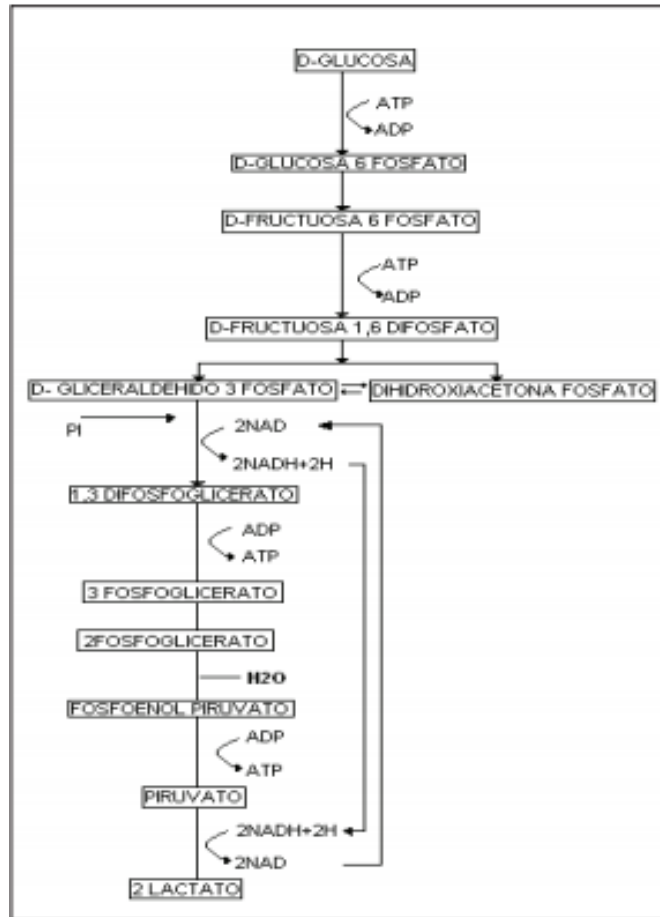 D-GLUCOSA
ATP
ADP
D-GLUCOSA 6 FOSFATO
D-FRUCTUOSA 6 FOSFATO
ATP
ADP
D-FRUCTUOSA 1,6 DIFOSFATO
D- GLICERALDEHIDO 3 FOSFATO
DIHIDROXIACETONA FOSFATO
PI
2NAD
2NADH+2H
1,3 DIFOSFOGLICERATO
ADP
ATP
3 FOSFOGLICERATO
2FOSFOGLICERATO
H2O
FOSFOENOL PIRUVATO
ADP
ATP
PIRUVATO
2NADH+2H
2NAD
2 LACTATO